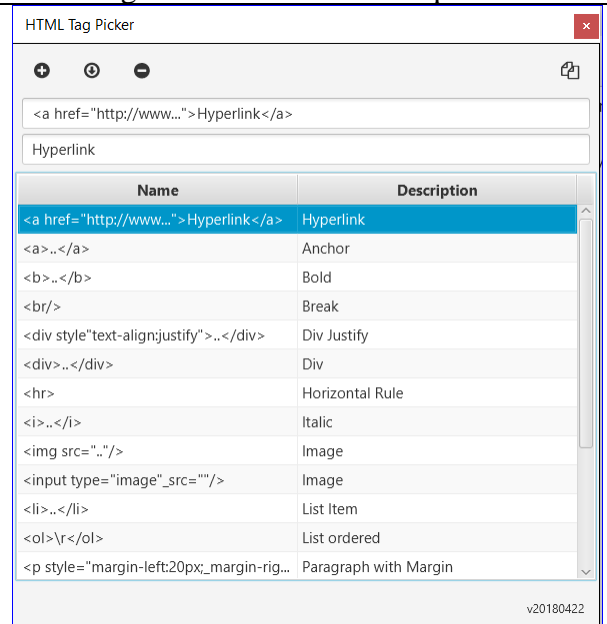 HTML Tag Picker
<a href="http://www...">Hyperlink</a>
Hyperlink
Name Description
<a href="http://www...">Hyperlink</a> Hyperlink
<a>..</a> Anchor
<b>..</b> Bold
<br/> Break
<div style"text-align:justify">..</div> Div Justify
<div>..</div> Div
<hr> Horizontal Rule
<i>..</i> Italic
<img src=".."/> Image
<input type="image"_src=""/> Image
<li>..</li> List Item
<ol>\r</ol> List ordered
<p style="margin-left:20px;_margin-rig... Paragraph with Margin
v20180422